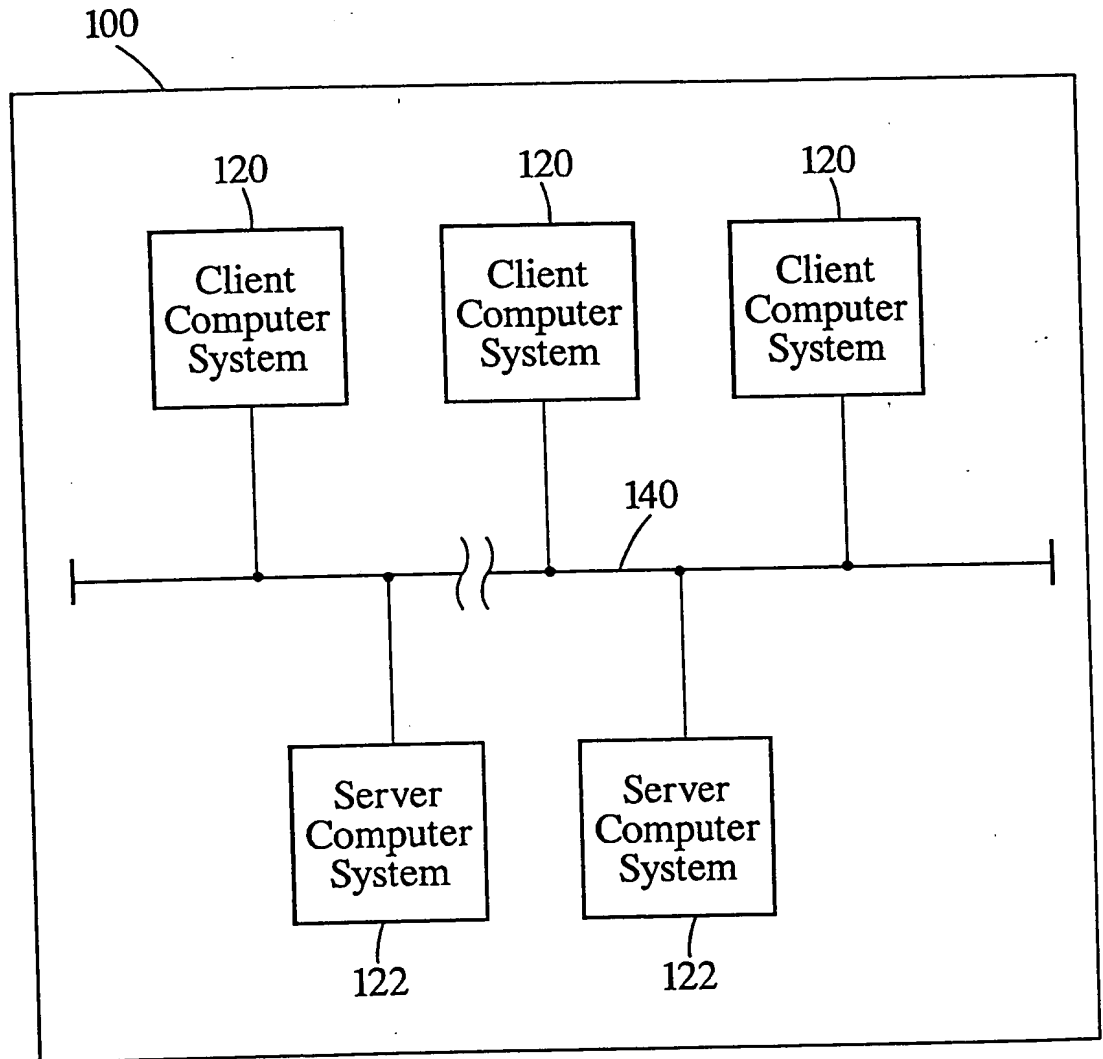 100
120
120
120
Client
Computer
System
Client
Computer
System
Client
Computer
System
140
Server
Computer
System
Server
Computer
System
122
122